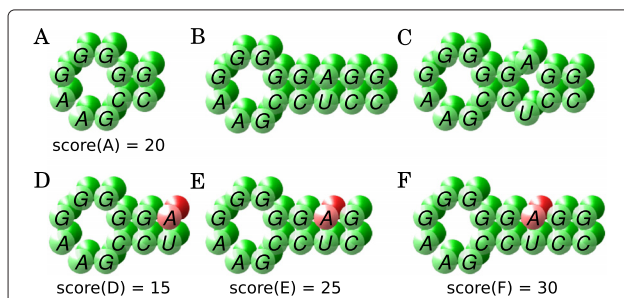 A
B
C
G G
G G G
A C C
A G
score(A) = 20
G G
G G G A G G
A C C U C C
A G
G G
A
G G G G
A C C C
U
A G
D
E
F
G G
G G G A
A C C U
A G
score(D) = 15
G G
G G G A G
A C C U C
A G
score(E) = 25
G G
G G G A G G
A C C U C C
A G
score(F) = 30